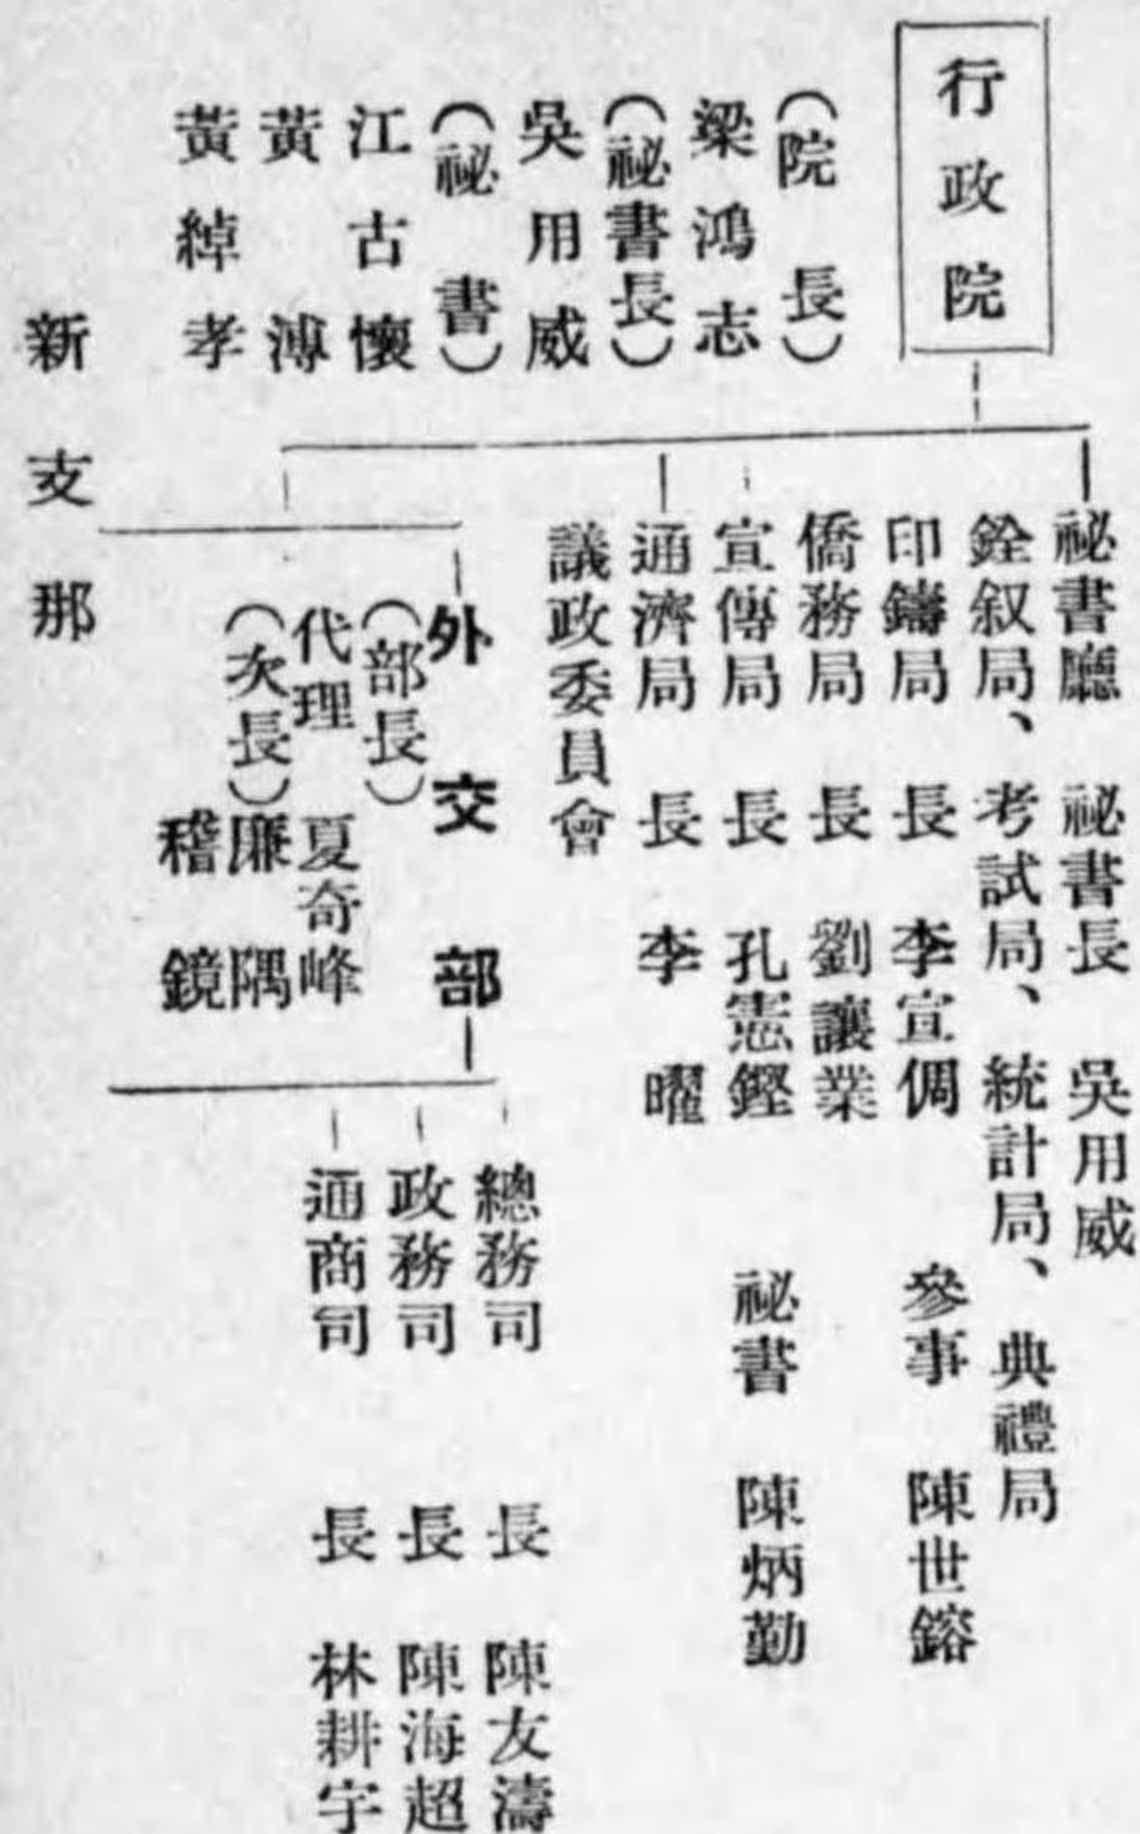 行政院
(院長)
梁鴻志
(祕書長)
吳用威
(祕書)
江古懷
黃溥
黃綽孝
祕書廳 祕書長 吳用威
銓叙局、考試局、統計局、典禮局
印鑄局 長 李宣倜 參事 陳世鎔
僑務局 長 劉讓業
宣傳局 長 孔憲鏗 祕書 陳炳勤
通濟局 長 李曜
議政委員會
外交部
(部長)
代理 夏奇峰
(次長)廉隅
稽鏡
總務司 長 陳友濤
政務司 長 陳海超
通商司 長 林耕宇
新支那